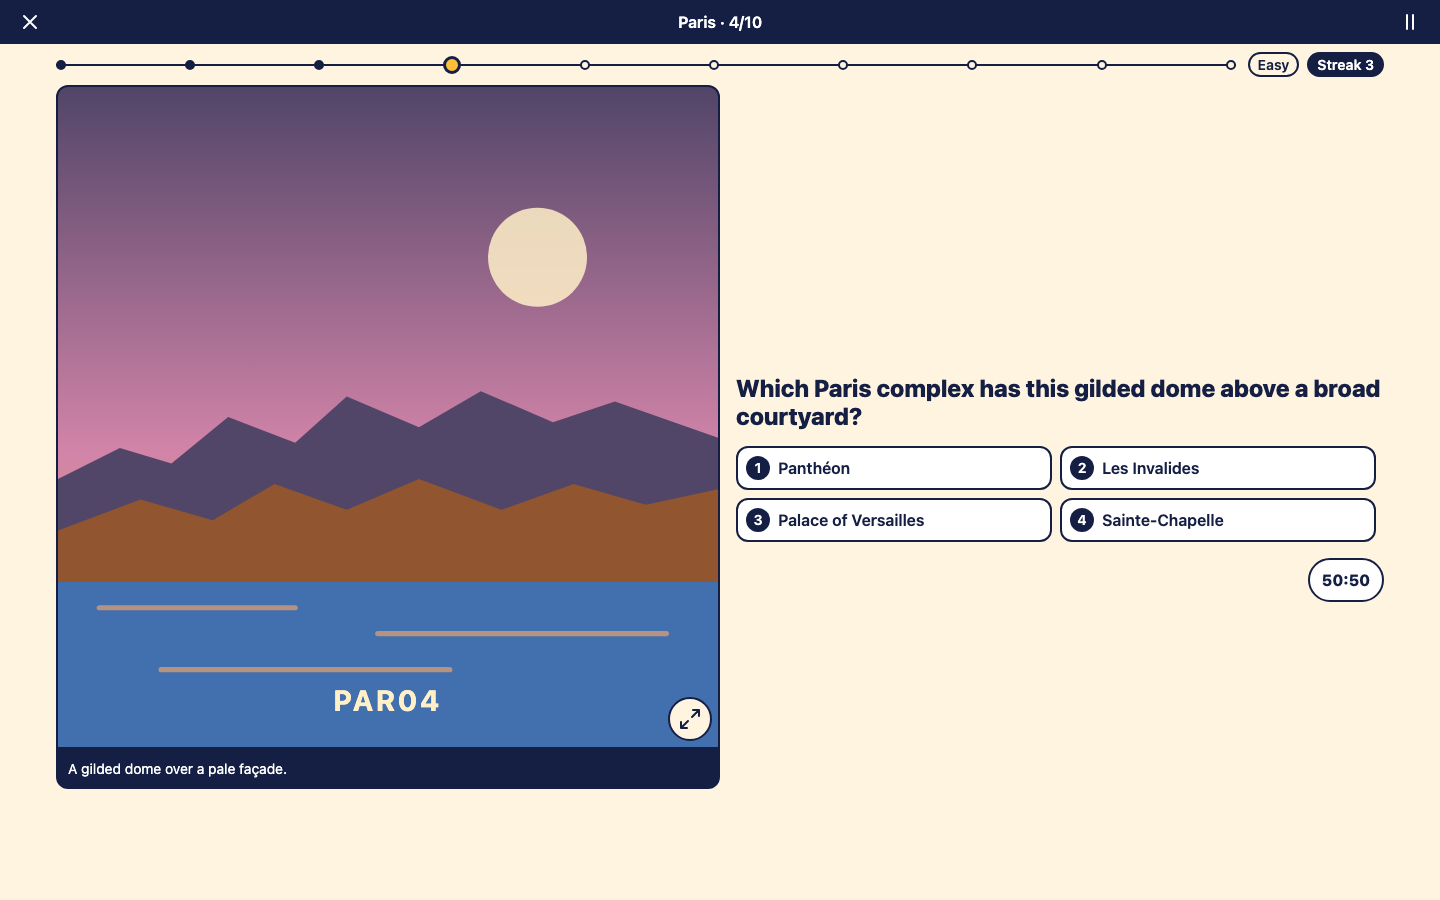 Paris · 4/10
Easy
Streak 3
PAR04
A gilded dome over a pale façade.
Which Paris complex has this gilded dome above a broad
courtyard?
1 Panthéon
2 Les Invalides
3 Palace of Versailles
4 Sainte-Chapelle
50:50